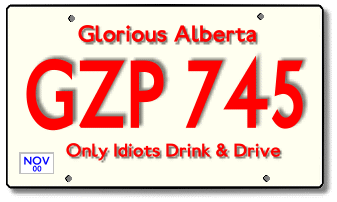 Glorious Alberta
GZP 745
Only Idiots Drink & Drive
NOV
00